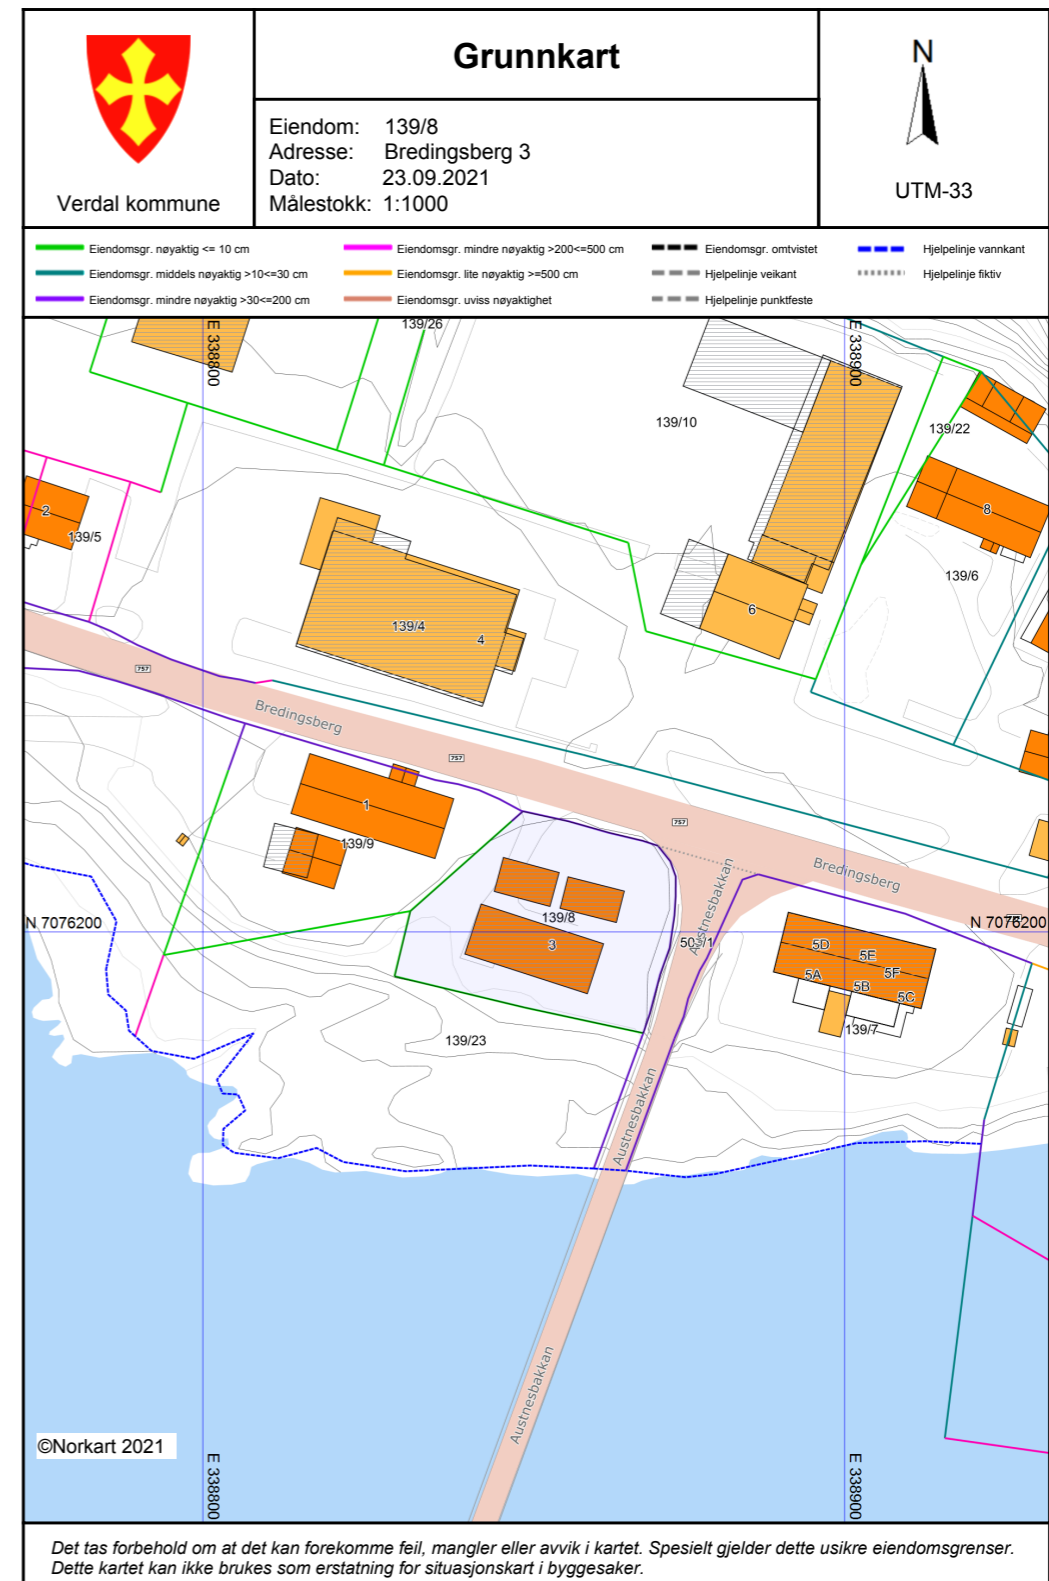 Verdal kommune
Grunnkart
Eiendom: 139/8
Adresse: Bredingsberg 3
Dato: 23.09.2021
Målestokk: 1:1000
N
UTM-33
Eiendomsgr. nøyaktig <= 10 cm
Eiendomsgr. middels nøyaktig >10<=30 cm
Eiendomsgr. mindre nøyaktig >30<=200 cm
Eiendomsgr. mindre nøyaktig >200<=500 cm
Eiendomsgr. lite nøyaktig >=500 cm
Eiendomsgr. uviss nøyaktighet
Eiendomsgr. omtvistet
Hjelpelinje veikant
Hjelpelinje punktfeste
Hjelpelinje vannkant
Hjelpelinje fiktiv
E 338800
139/26
E 338900
139/10
139/22
2
139/5
8
139/6
6
139/4
4
757
Bredingsberg
757
1
139/9
757
Bredingsberg
Austnesbakkan
N 7076200
139/8
3
N 7076200
5D
5E
5A
5F
5B
5C
139/7
139/23
Austnesbakkan
Austnesbakkan
©Norkart 2021
E 338800
E 338900
Det tas forbehold om at det kan forekomme feil, mangler eller avvik i kartet. Spesielt gjelder dette usikre eiendomsgrenser.
Dette kartet kan ikke brukes som erstatning for situasjonskart i byggesaker.